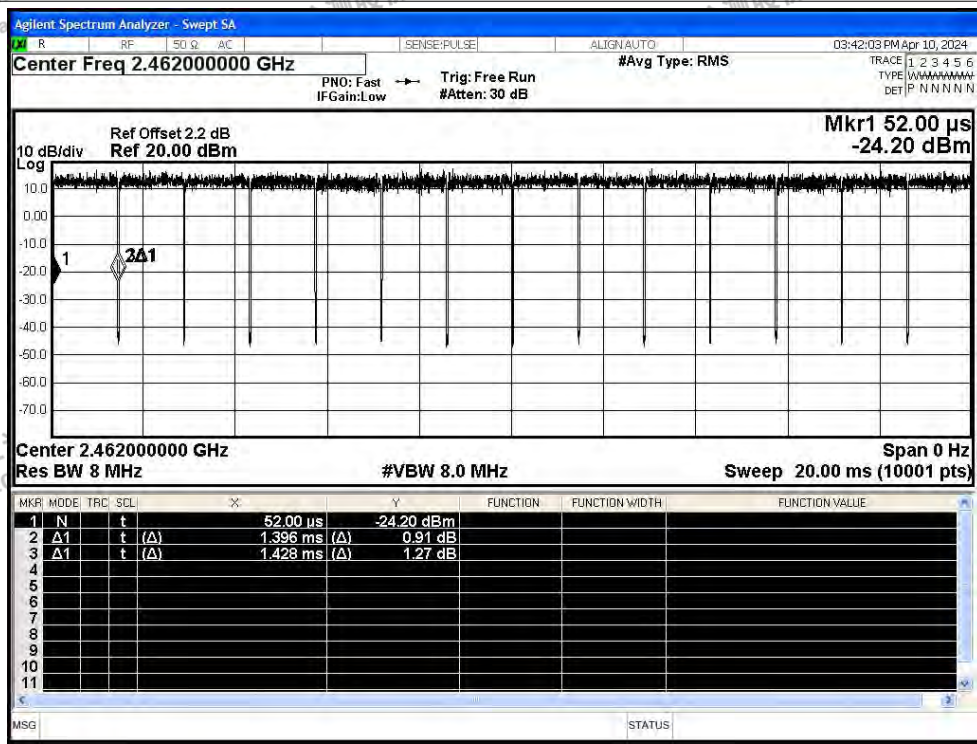 Agilent Spectrum Analyzer - Swept SA
R RF 50 Ω AC SENSE:PULSE ALIGN AUTO 03:42:03 PM Apr 10, 2024
Center Freq 2.462000000 GHz
PNO: Fast
IFGain:Low
Trig: Free Run
#Atten: 30 dB
#Avg Type: RMS
TRACE 1 2 3 4 5 6
TYPE
DET P N N N N N
Mkr1 52.00 µs
-24.20 dBm
10 dB/div
Log
Ref Offset 2.2 dB
Ref 20.00 dBm
10.0
0.00
-10.0
-20.0
-30.0
-40.0
-50.0
-60.0
-70.0
1
3Δ1
Center 2.462000000 GHz Span 0 Hz
Res BW 8 MHz #VBW 8.0 MHz Sweep 20.00 ms (10001 pts)
MKR MODE TRC SCL X Y FUNCTION FUNCTION WIDTH FUNCTION VALUE
1 N t 52.00 µs -24.20 dBm
2 Δ1 t (Δ) 1.396 ms (Δ) 0.91 dB
3 Δ1 t (Δ) 1.428 ms (Δ) 1.27 dB
4
5
6
7
8
9
10
11
MSG STATUS